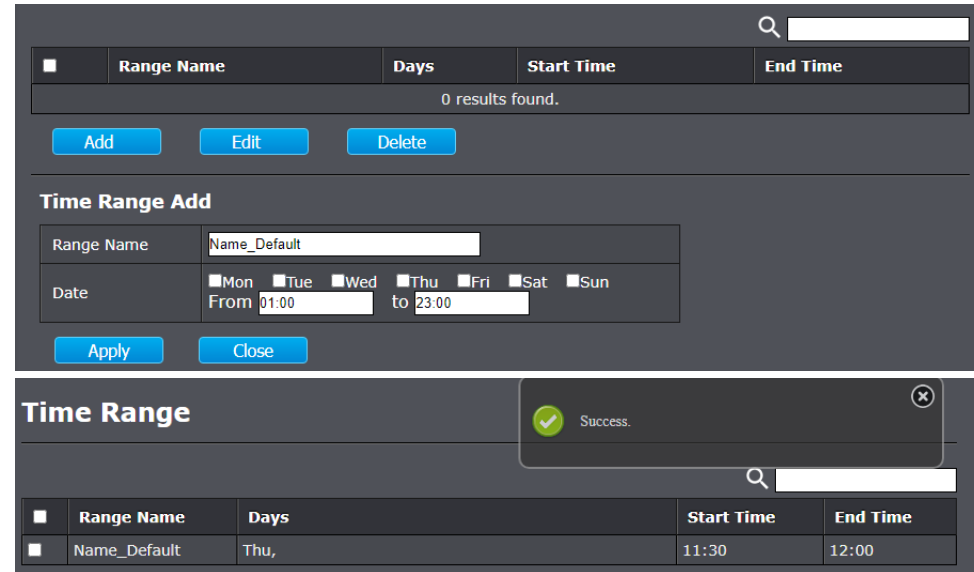 Range Name Days Start Time End Time
0 results found.
Add Edit Delete
Time Range Add
Range Name Name_Default
Date Mon Tue Wed Thu Fri Sat Sun
From 01:00 to 23:00
Apply Close
Time Range
Success.
Range Name Days Start Time End Time
Name_Default Thu, 11:30 12:00